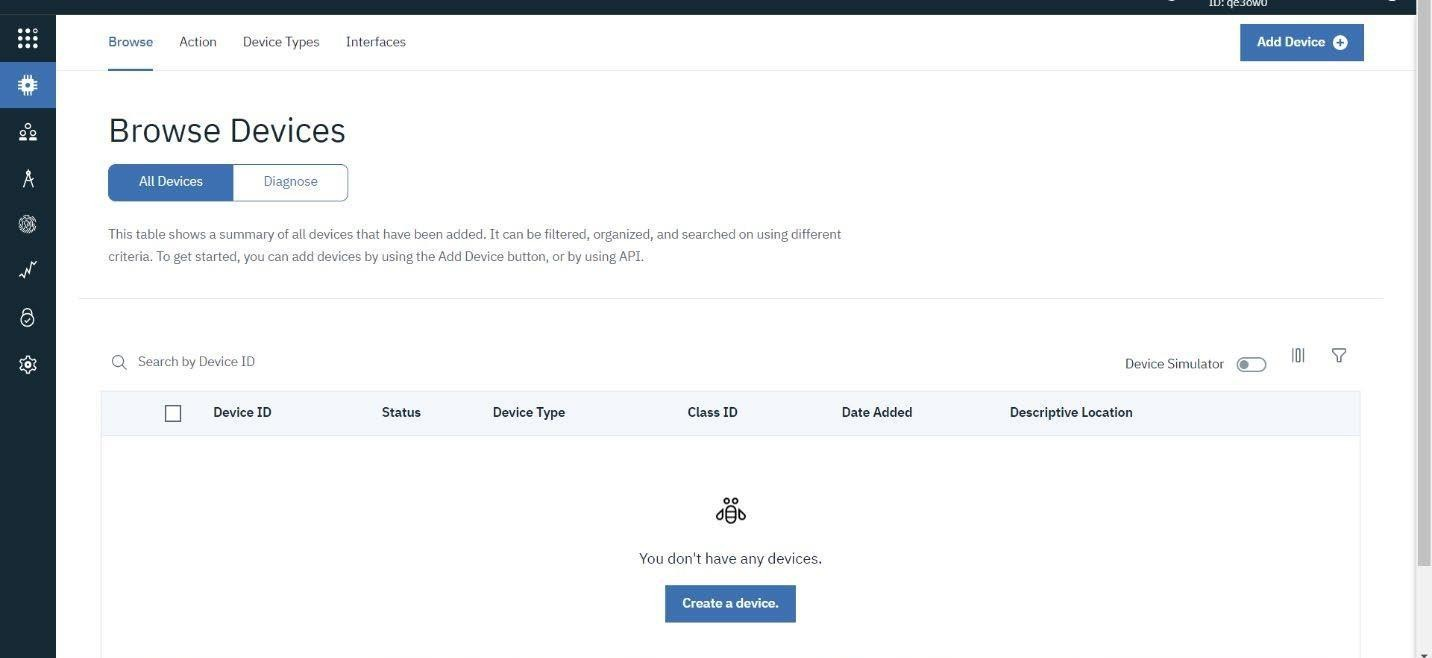 ID: qe3ow0
Browse Action Device Types Interfaces Add Device
Browse Devices
All Devices Diagnose
This table shows a summary of all devices that have been added. It can be filtered, organized, and searched on using different
criteria. To get started, you can add devices by using the Add Device button, or by using API.
Search by Device ID Device Simulator
Device ID Status Device Type Class ID Date Added Descriptive Location
You don't have any devices.
Create a device.